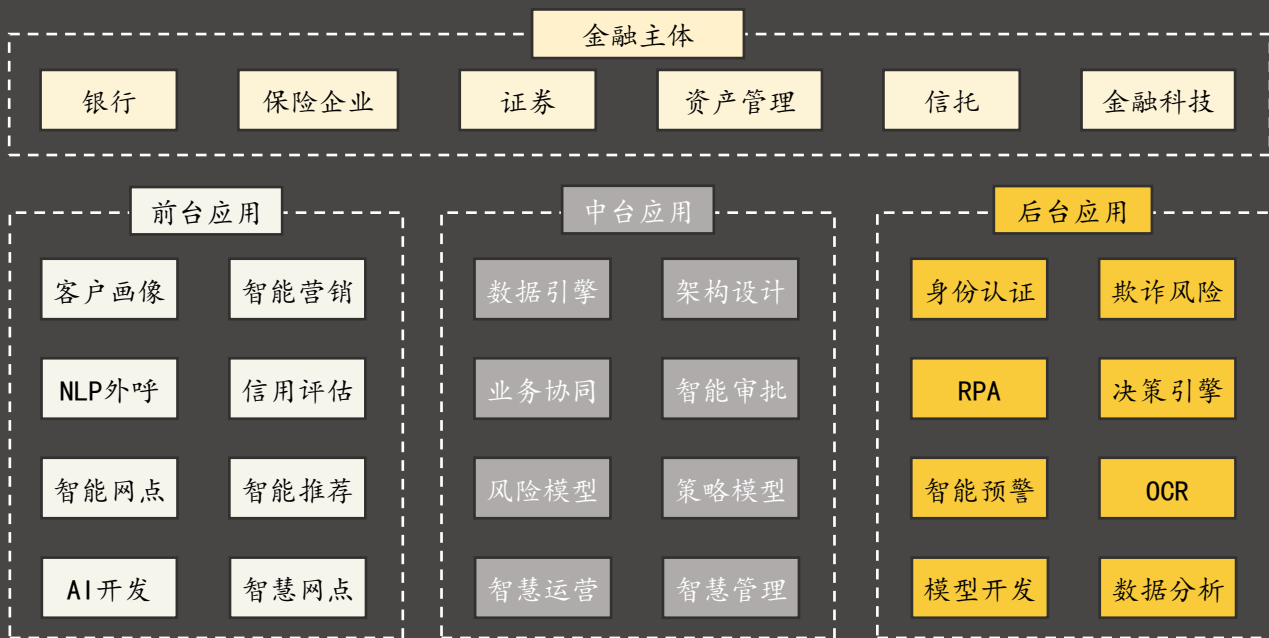 金融主体
银行
保险企业
证券
资产管理
信托
金融科技
前台应用
客户画像
智能营销
NLP外呼
信用评估
智能网点
智能推荐
AI开发
智慧网点
中台应用
数据引擎
架构设计
业务协同
智能审批
风险模型
策略模型
智慧运营
智慧管理
后台应用
身份认证
欺诈风险
RPA
决策引擎
智能预警
OCR
模型开发
数据分析